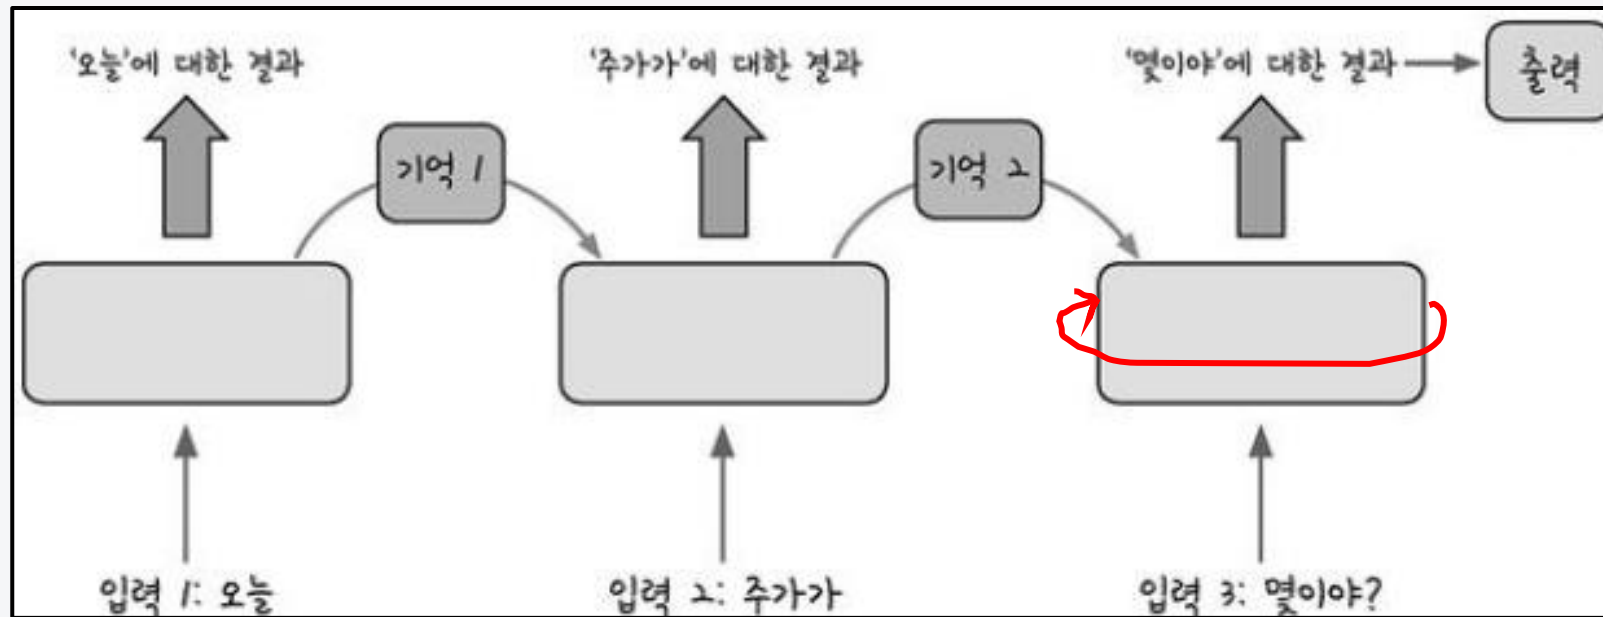 '오늘'에 대한 결과
'주가가'에 대한 결과
'몇이야'에 대한 결과
출력
기억 1
기억 2
입력 1: 오늘
입력 2: 주가가
입력 3: 몇이야?